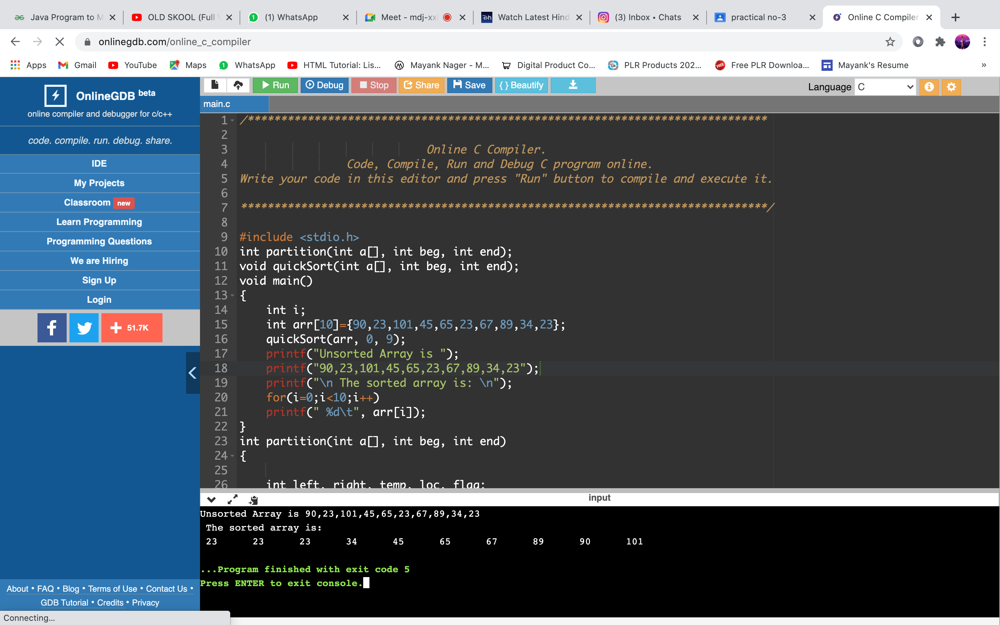 Java Program to M
OLD SKOOL (Full
(1) WhatsApp
Meet - mdj-xx
Dh
Watch Latest Hind
(3) Inbox • Chats
practical no-3
Online C Compiler
onlinegdb.com/online_c_compiler
Apps
Gmail
YouTube
Maps
1
WhatsApp
HTML Tutorial: Lis...
Mayank Nager - M...
Digital Product Co...
PLR Products 202...
FREE
Free PLR Downloa...
Mayank's Resume
»
OnlineGDB beta
online compiler and debugger for c/c++
code. compile. run. debug. share.
IDE
My Projects
Classroom new
Learn Programming
Programming Questions
We are Hiring
Sign Up
Login
f
+ 51.7K
About • FAQ • Blog • Terms of Use • Contact Us •
GDB Tutorial • Credits • Privacy
Connecting...
Run
Debug
Stop
Share
Save
{ } Beautify
Language C
main.c
1 /******************************************************************************
2
3 Online C Compiler.
4 Code, Compile, Run and Debug C program online.
5 Write your code in this editor and press "Run" button to compile and execute it.
6
7 *******************************************************************************/
8
9 #include <stdio.h>
10 int partition(int a[], int beg, int end);
11 void quickSort(int a[], int beg, int end);
12 void main()
13 {
14 int i;
15 int arr[10]={90,23,101,45,65,23,67,89,34,23};
16 quickSort(arr, 0, 9);
17 printf("Unsorted Array is ");
18 printf("90,23,101,45,65,23,67,89,34,23");
19 printf("\n The sorted array is: \n");
20 for(i=0;i<10;i++)
21 printf(" %d\t", arr[i]);
22 }
23 int partition(int a[], int beg, int end)
24 {
25
26 int left, right, temp, loc, flag;
input
Unsorted Array is 90,23,101,45,65,23,67,89,34,23
The sorted array is:
23 23 23 34 45 65 67 89 90 101
...Program finished with exit code 5
Press ENTER to exit console.